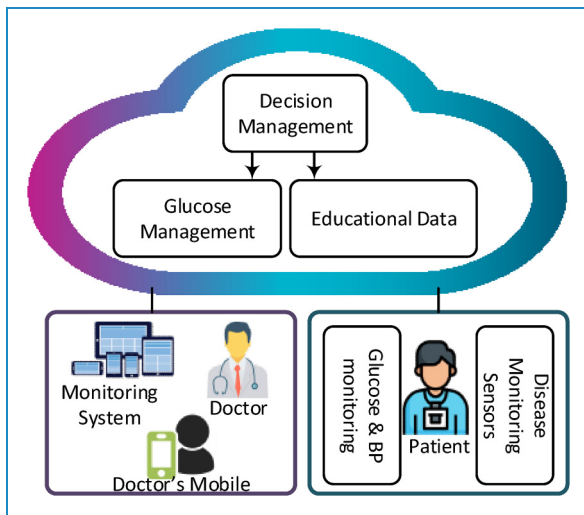 Decision
Management
Glucose
Management
Educational Data
Monitoring
System
Doctor
Doctor's Mobile
Glucose & BP
monitoring
Patient
Disease
Monitoring
Sensors